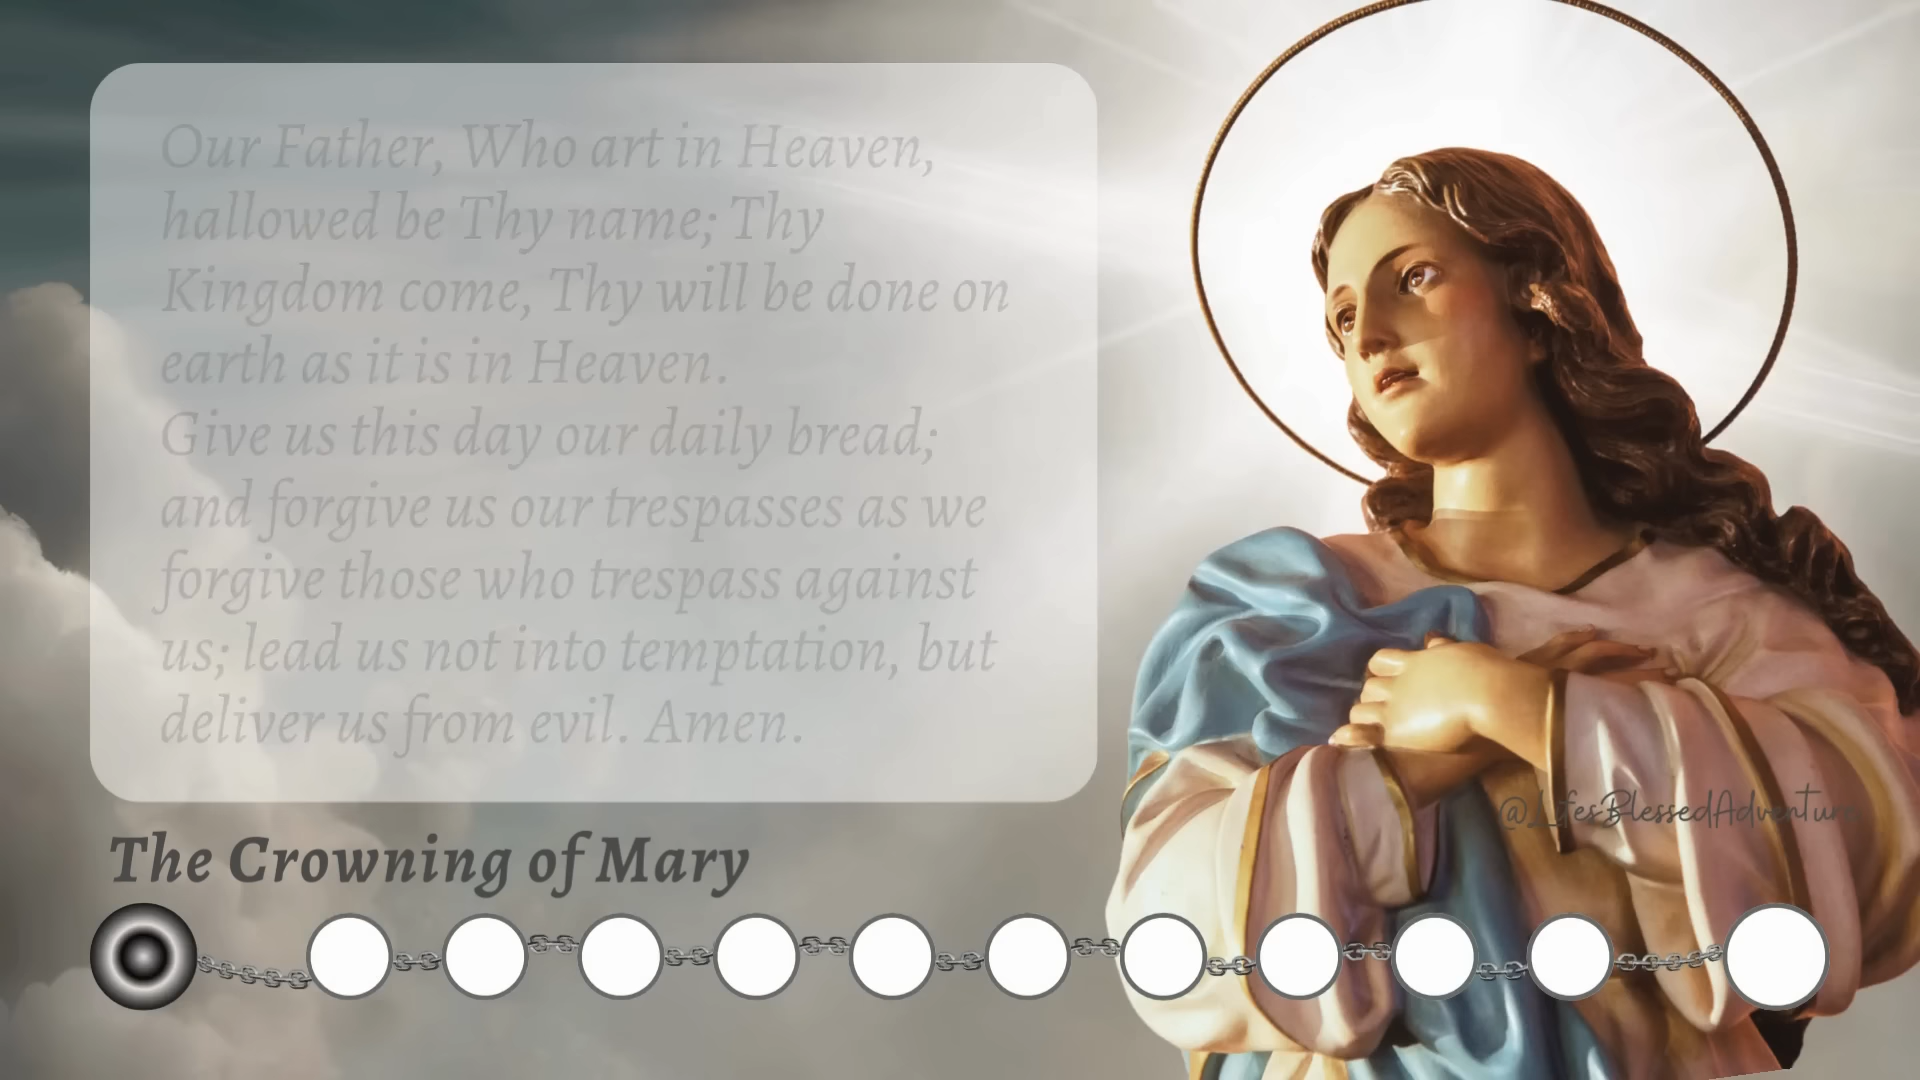 Our Father, Who art in Heaven,
hallowed be Thy name; Thy
Kingdom come, Thy will be done on
earth as it is in Heaven.
Give us this day our daily bread;
and forgive us our trespasses as we
forgive those who trespass against
us; lead us not into temptation, but
deliver us from evil. Amen.
The Crowning of Mary
@LifesBlessedAdventure